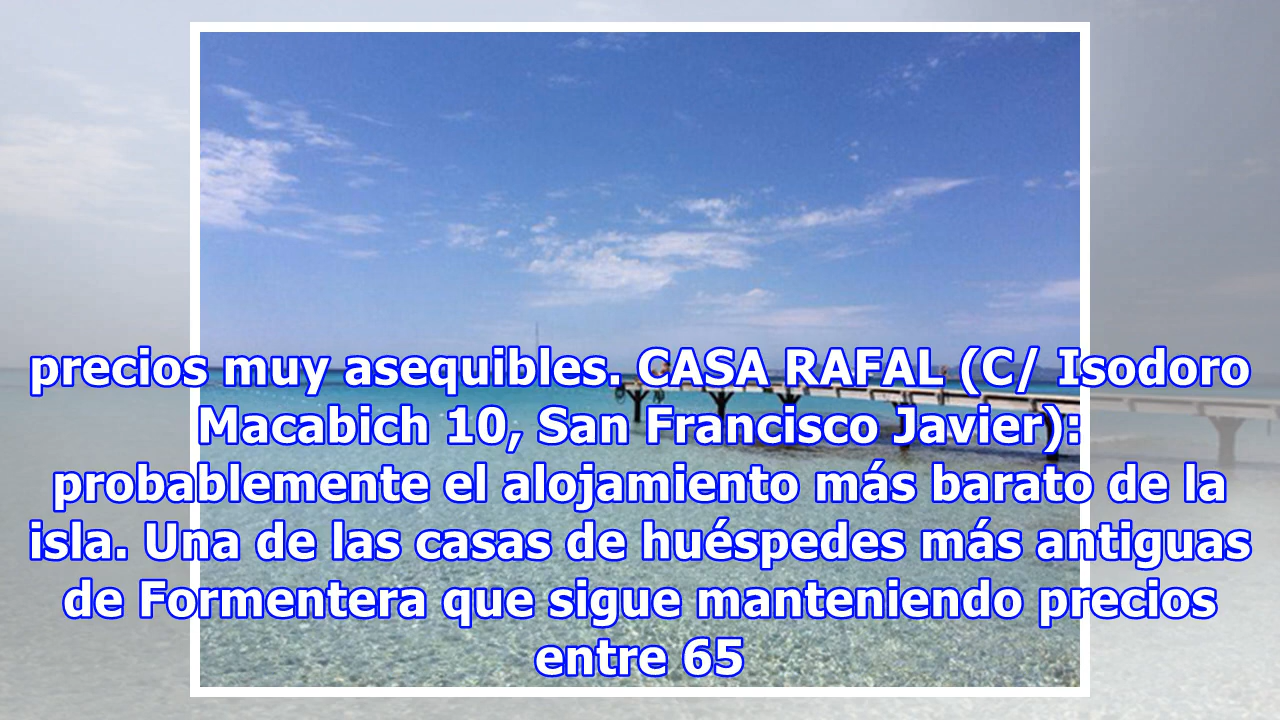 precios muy asequibles. CASA RAFAL (C/ Isodoro
Macabich 10, San Francisco Javier):
probablemente el alojamiento más barato de la
isla. Una de las casas de huéspedes más antiguas
de Formentera que sigue manteniendo precios
entre 65